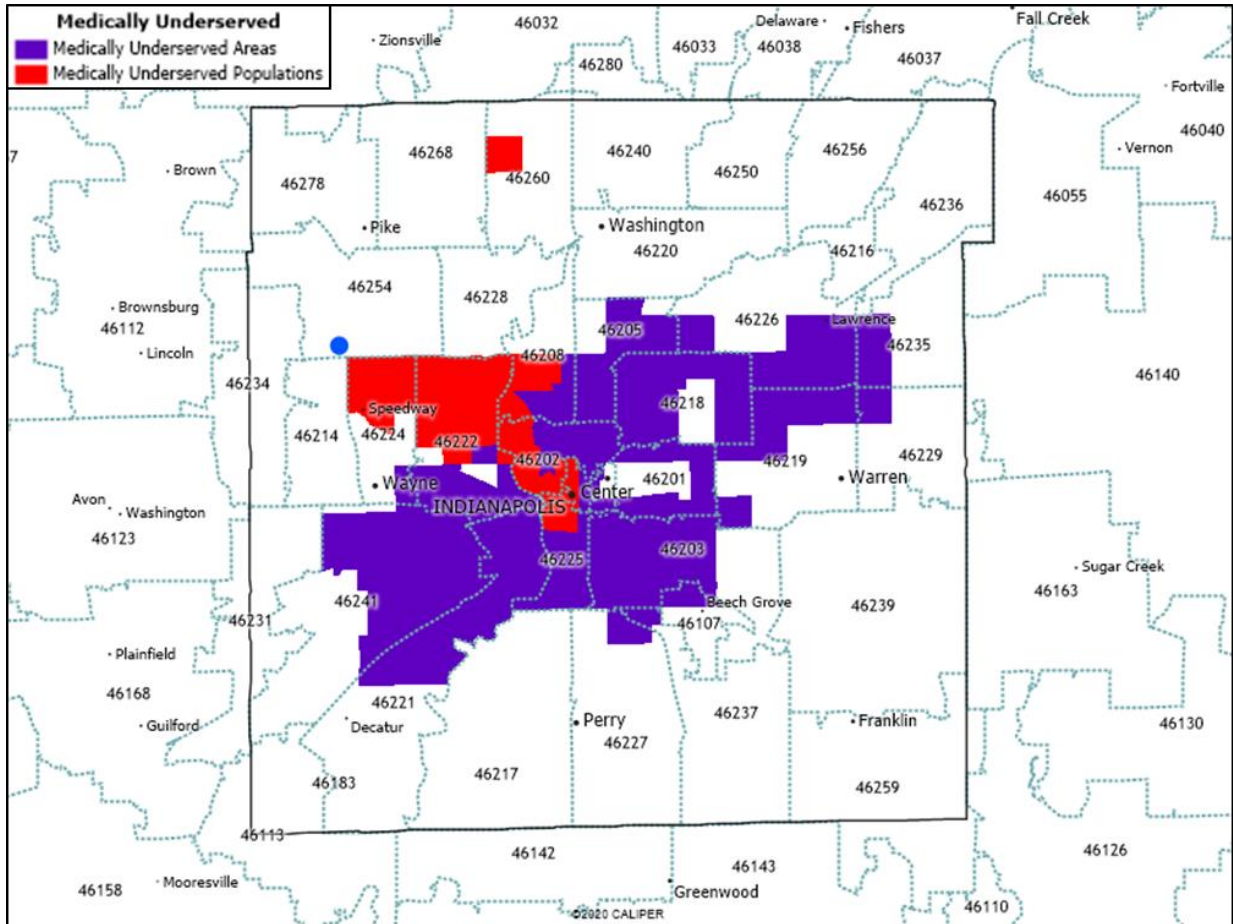 Medically Underserved
Medically Underserved Areas
Medically Underserved Populations
46032
Delaware
Fall Creek
Zionsville
46033
46038
Fishers
46280
46037
Fortville
7
Brown
46268
46240
46256
46040
Vernon
46278
46260
46250
46055
46236
Pike
Washington
46220
46216
46254
46228
Brownsburg
46112
46205
46226
Lawrence
Lincoln
46208
46235
46234
46140
46218
Speedway
46214
46224
46222
46202
46219
46229
Wayne
Center
46201
Warren
Avon
Washington
INDIANAPOLIS
46123
46225
46203
Sugar Creek
46163
46241
Beech Grove
46239
46231
46107
Plainfield
46168
46221
Guilford
Decatur
Perry
46237
Franklin
46130
46227
46217
46183
46259
46113
46142
46143
46126
46158
Mooresville
Greenwood
46110
©2020 CALIPER